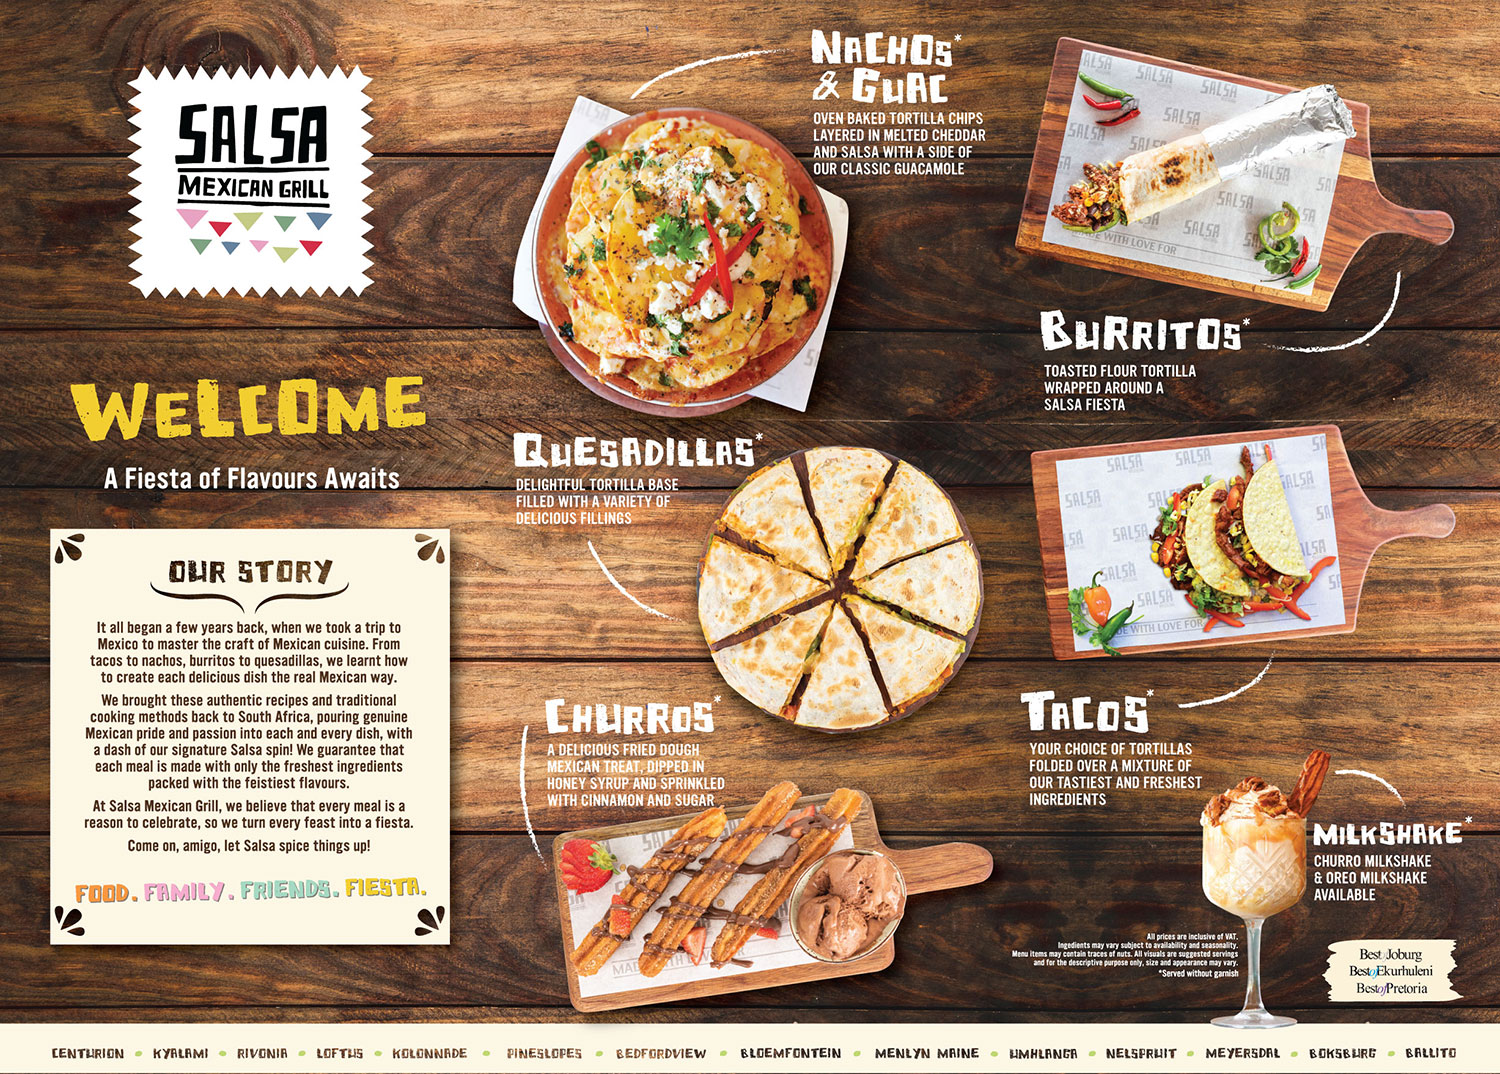 SALSA
MEXICAN GRILL
WELCOME
A Fiesta of Flavours Awaits
OUR STORY
It all began a few years back, when we took a trip to
Mexico to master the craft of Mexican cuisine. From
tacos to nachos, burritos to quesadillas, we learnt how
to create each delicious dish the real Mexican way.
We brought these authentic recipes and traditional
cooking methods back to South Africa, pouring genuine
Mexican pride and passion into each and every dish, with
a dash of our signature Salsa spin! We guarantee that
each meal is made with only the freshest ingredients
packed with the feistiest flavours.
At Salsa Mexican Grill, we believe that every meal is a
reason to celebrate, so we turn every feast into a fiesta.
Come on, amigo, let Salsa spice things up!
FOOD. FAMILY. FRIENDS. FIESTA.
NACHOS*
& GUAC
OVEN BAKED TORTILLA CHIPS
LAYERED IN MELTED CHEDDAR
AND SALSA WITH A SIDE OF
OUR CLASSIC GUACAMOLE
BURRITOS*
TOASTED FLOUR TORTILLA
WRAPPED AROUND A
SALSA FIESTA
QUESADILLAS*
DELIGHTFUL TORTILLA BASE
FILLED WITH A VARIETY OF
DELICIOUS FILLINGS
CHURROS*
A DELICIOUS FRIED DOUGH
MEXICAN TREAT, DIPPED IN
HONEY SYRUP AND SPRINKLED
WITH CINNAMON AND SUGAR
TACOS*
YOUR CHOICE OF TORTILLAS
FOLDED OVER A MIXTURE OF
OUR TASTIEST AND FRESHEST
INGREDIENTS
MILKSHAKE*
CHURRO MILKSHAKE
& OREO MILKSHAKE
AVAILABLE
All prices are inclusive of VAT.
Ingredients may vary subject to availability and seasonality.
Menu items may contain traces of nuts. All visuals are suggested servings
and for the descriptive purpose only, size and appearance may vary.
*Served without garnish
Best of Joburg
Best of Ekurhuleni
Best of Pretoria
CENTURION • KYALAMI • RIVONIA • LOFTUS • KOLONNADE • PINESLOPES • BEDFORDVIEW • BLOEMFONTEIN • MENLYN MAINE • UMHLANGA • NELSPRUIT • MEYERSDAL • BOKSBURG • BALLITO